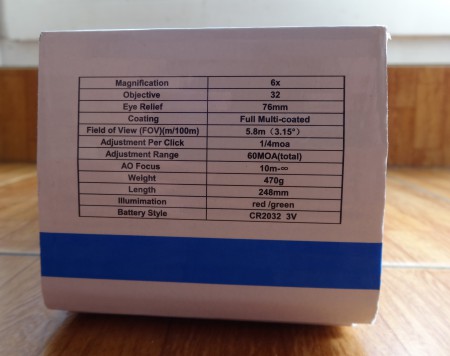 Magnification 6x
Objective 32
Eye Relief 76mm
Coating Full Multi-coated
Field of View (FOV)(m/100m) 5.8m (3.15°)
Adjustment Per Click 1/4moa
Adjustment Range 60MOA(total)
AO Focus 10m-∞
Weight 470g
Length 248mm
Illumination red /green
Battery Style CR2032 3V